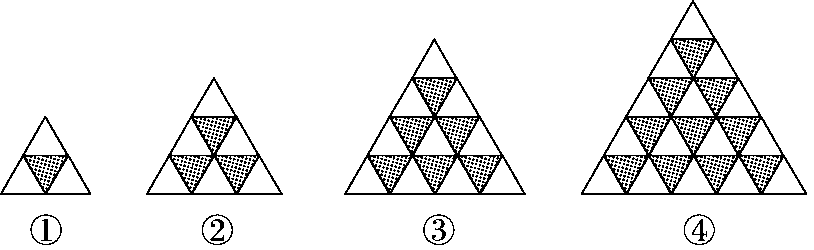 ① ② ③ ④